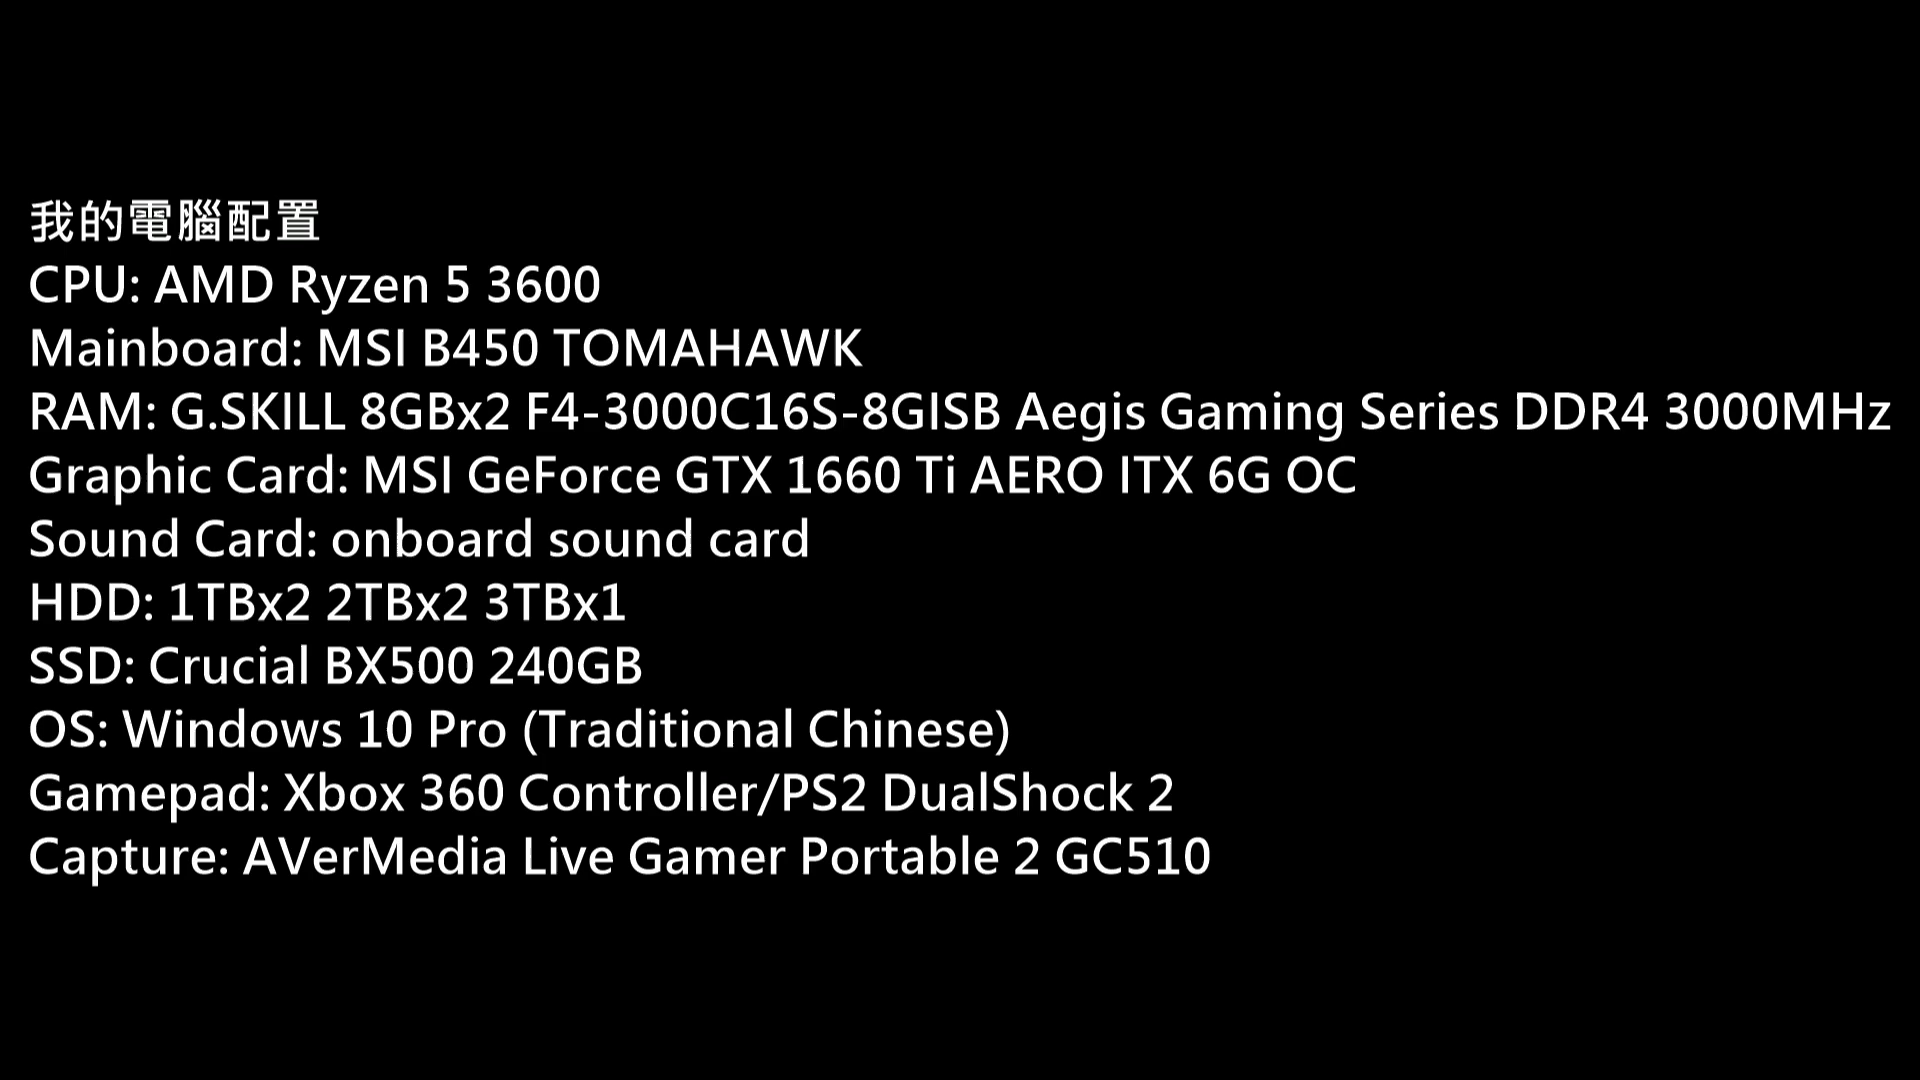 我的電腦配置
CPU: AMD Ryzen 5 3600
Mainboard: MSI B450 TOMAHAWK
RAM: G.SKILL 8GBx2 F4-3000C16S-8GISB Aegis Gaming Series DDR4 3000MHz
Graphic Card: MSI GeForce GTX 1660 Ti AERO ITX 6G OC
Sound Card: onboard sound card
HDD: 1TBx2 2TBx2 3TBx1
SSD: Crucial BX500 240GB
OS: Windows 10 Pro (Traditional Chinese)
Gamepad: Xbox 360 Controller/PS2 DualShock 2
Capture: AVerMedia Live Gamer Portable 2 GC510